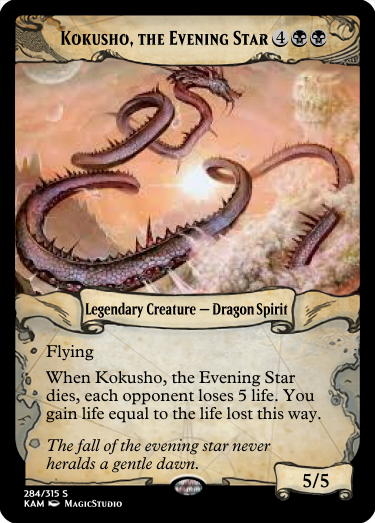 Kokusho, the Evening Star 4
Legendary Creature — Dragon Spirit
Flying
When Kokusho, the Evening Star
dies, each opponent loses 5 life. You
gain life equal to the life lost this way.
The fall of the evening star never
heralds a gentle dawn.
5/5
284/315 S
KAM MagicStudio